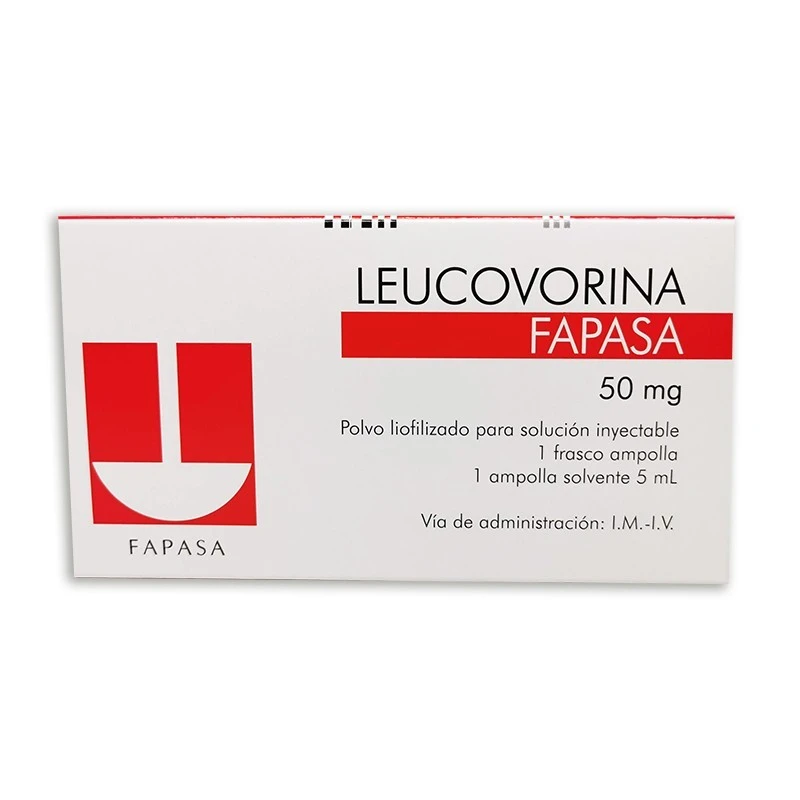 LEUCOVORINA
FAPASA
50 mg
Polvo liofilizado para solución inyectable
1 frasco ampolla
1 ampolla solvente 5 mL
Vía de administración: I.M.-I.V.
FAPASA